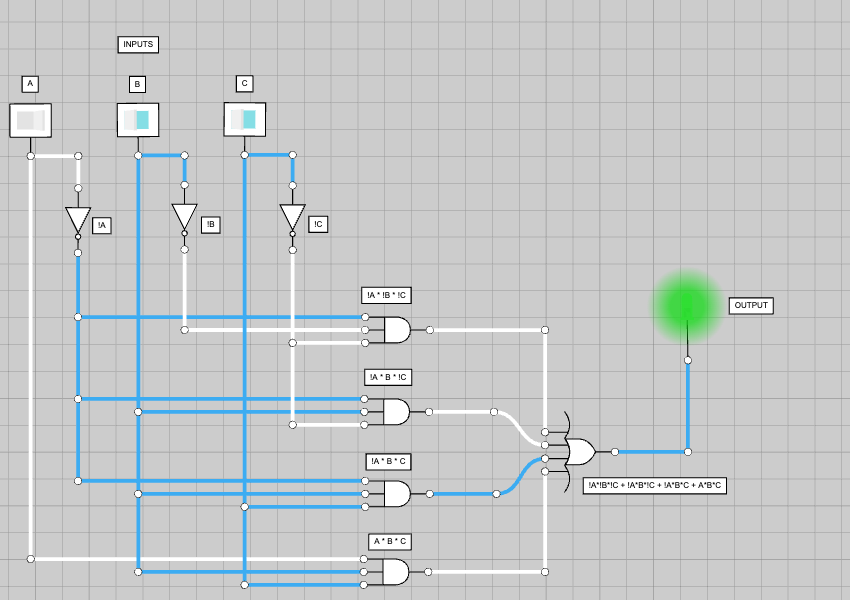 INPUTS
A
B
C
!A
!B
!C
!A * !B * !C
!A * B * !C
!A * B * C
A * B * C
OUTPUT
!A*!B*!C + !A*B*!C + !A*B*C + A*B*C